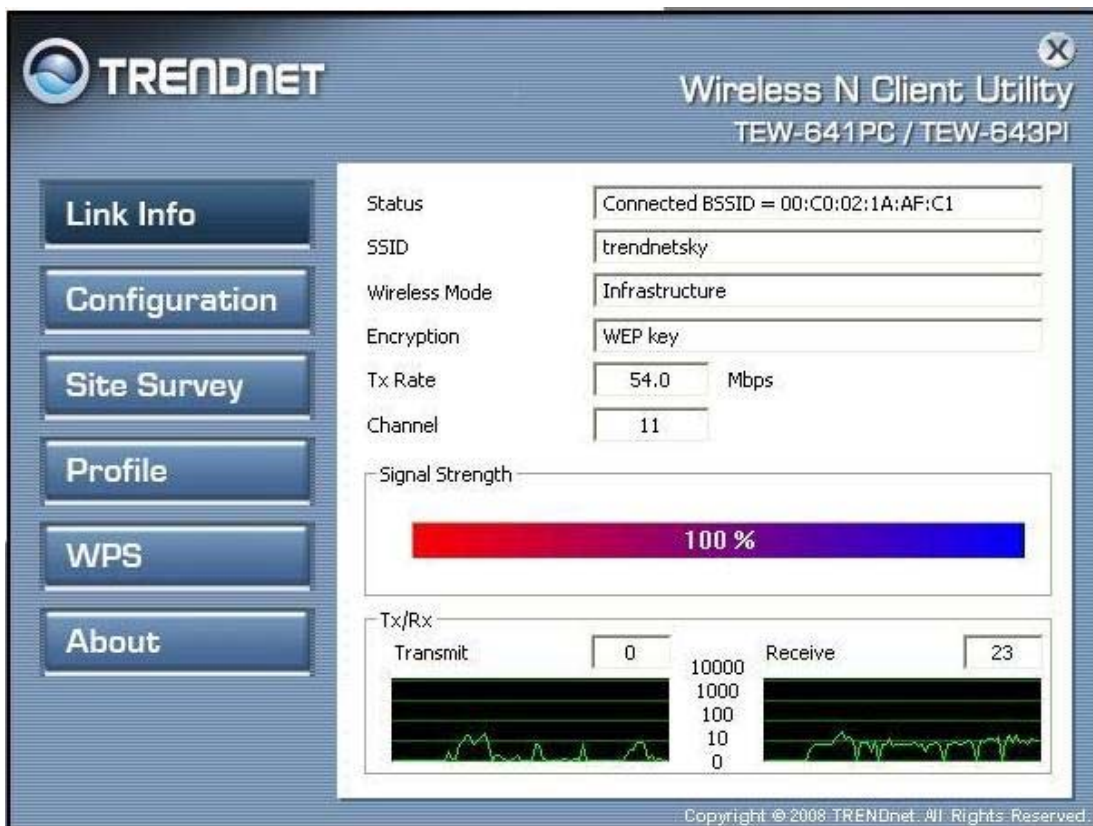 TRENDNET
Wireless N Client Utility
TEW-641PC / TEW-643PI
Link Info
Configuration
Site Survey
Profile
WPS
About
Status Connected BSSID = 00:C0:02:1A:AF:C1
SSID trendnetsky
Wireless Mode Infrastructure
Encryption WEP key
Tx Rate 54.0 Mbps
Channel 11
Signal Strength
100 %
Tx/Rx
Transmit 0 Receive 23
10000
1000
100
10
0
Copyright © 2008 TRENDnet. All Rights Reserved.